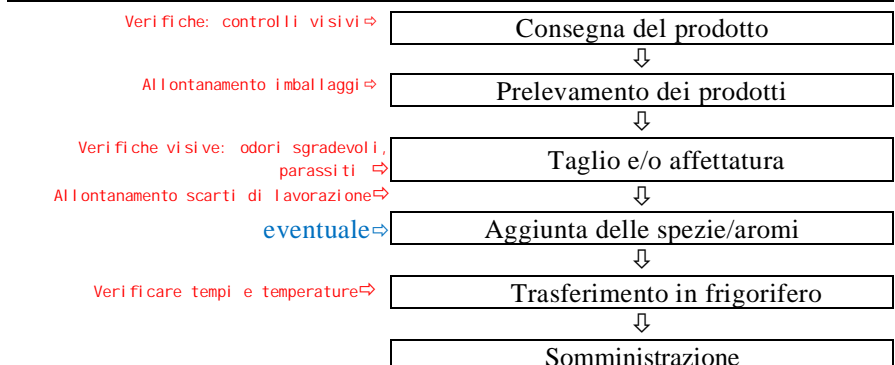 Verifiche: controlli visivi⇨ Consegna del prodotto
⇩
Allontanamento imballaggi⇨ Prelevamento dei prodotti
⇩
Verifiche visive: odori sgradevoli,
parassiti ⇨ Taglio e/o affettatura
Allontanamento scarti di lavorazione⇨ ⇩
eventuale⇨ Aggiunta delle spezie/aromi
⇩
Verificare tempi e temperature⇨ Trasferimento in frigorifero
⇩
Somministrazione